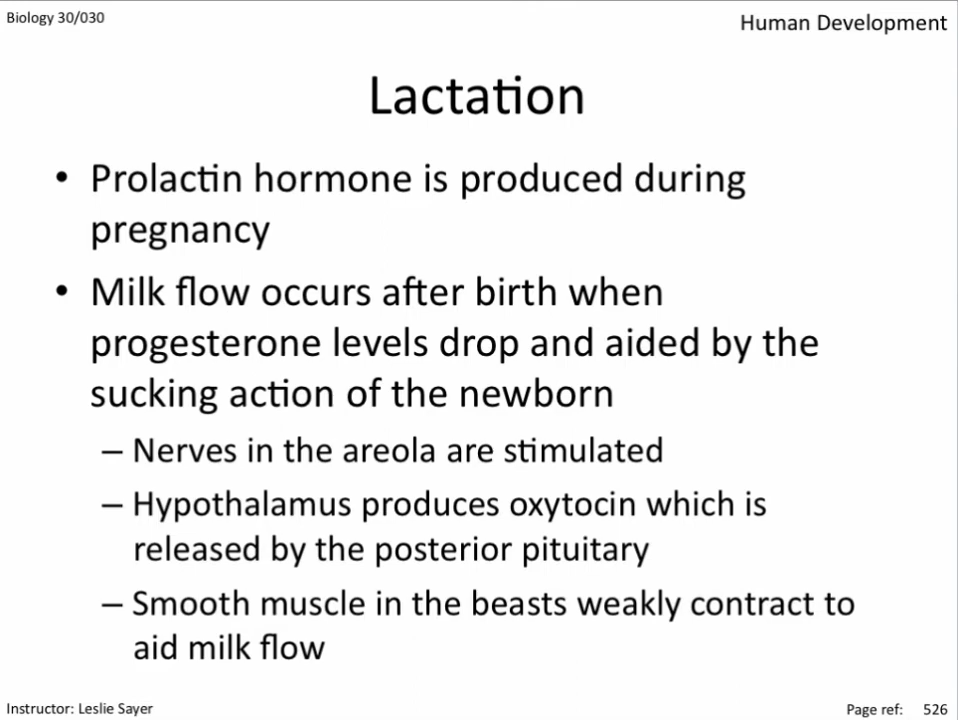 Biology 30/030
Human Development
Lactation
• Prolactin hormone is produced during
pregnancy
• Milk flow occurs after birth when
progesterone levels drop and aided by the
sucking action of the newborn
– Nerves in the areola are stimulated
– Hypothalamus produces oxytocin which is
released by the posterior pituitary
– Smooth muscle in the beasts weakly contract to
aid milk flow
Instructor: Leslie Sayer
Page ref: 526